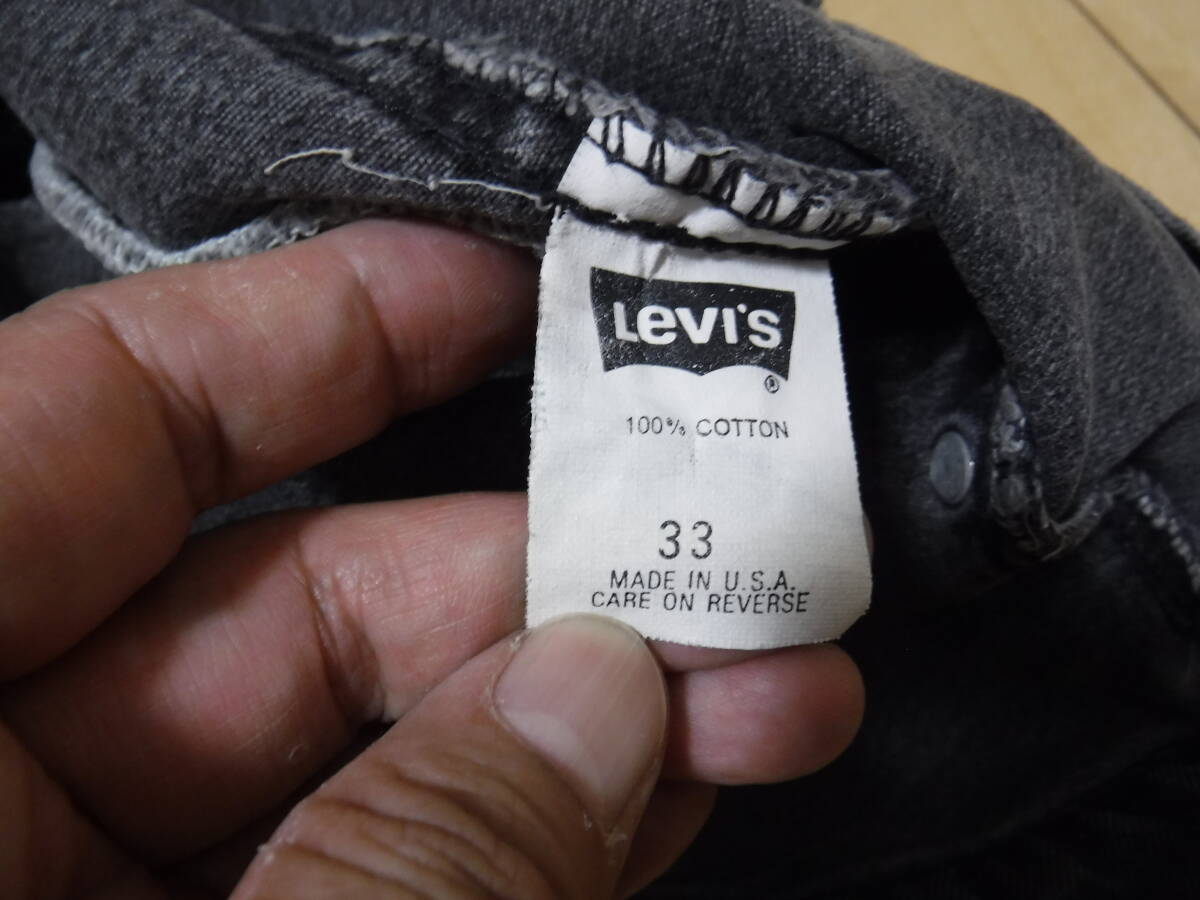 Levi's
®
100% COTTON
33
MADE IN U.S.A.
CARE ON REVERSE